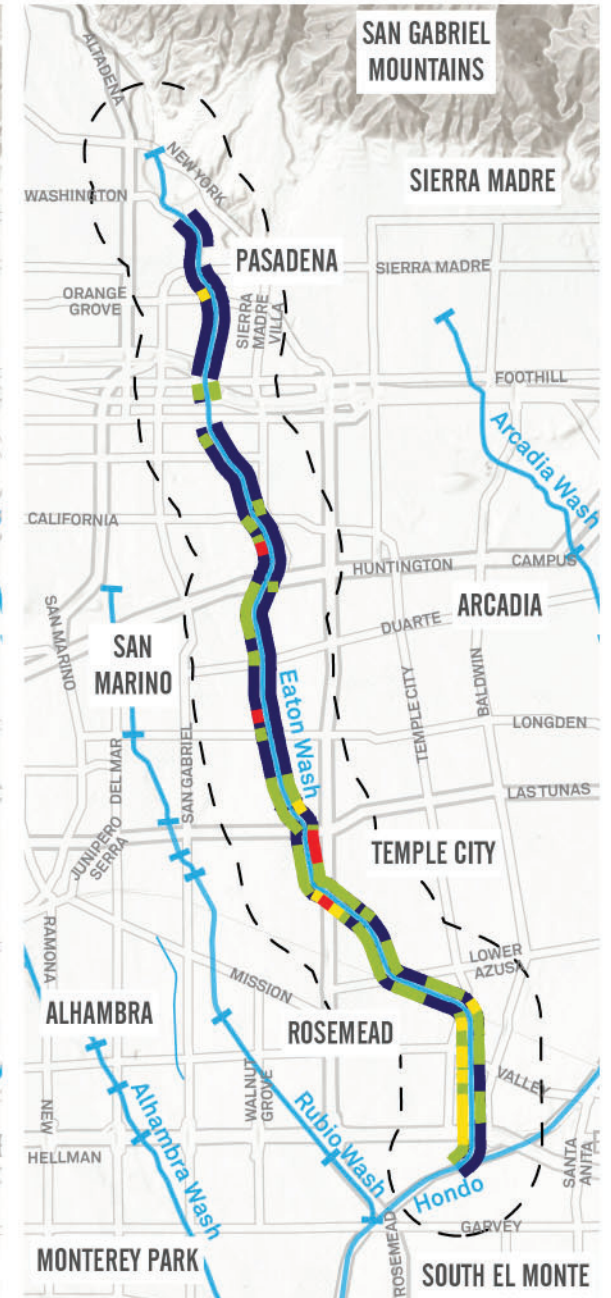 SAN GABRIEL
MOUNTAINS
ALTADENA
NEW YORK
SIERRA MADRE
WASHINGTON
PASADENA
SIERRA MADRE
ORANGE
GROVE
SIERRA
MADRE
VILLA
FOOTHILL
Arcadia Wash
CALIFORNIA
HUNTINGTON
CAMPUS
ARCADIA
SAN MARINO
SAN
MARINO
DUARTE
Eaton Wash
TEMPLE CITY
BALDWIN
LONGDEN
DEL MAR
SAN GABRIEL
LAS TUNAS
JUNIPERO
SERRA
TEMPLE CITY
RAMONA
LOWER
AZUSA
MISSION
ALHAMBRA
ROSEMEAD
VALLEY
WALNUT
GROVE
NEW
Alhambra Wash
Rubio Wash
HELLMAN
SANTA
ANITA
Hondo
ROSEMEAD
GARVEY
MONTEREY PARK
SOUTH EL MONTE